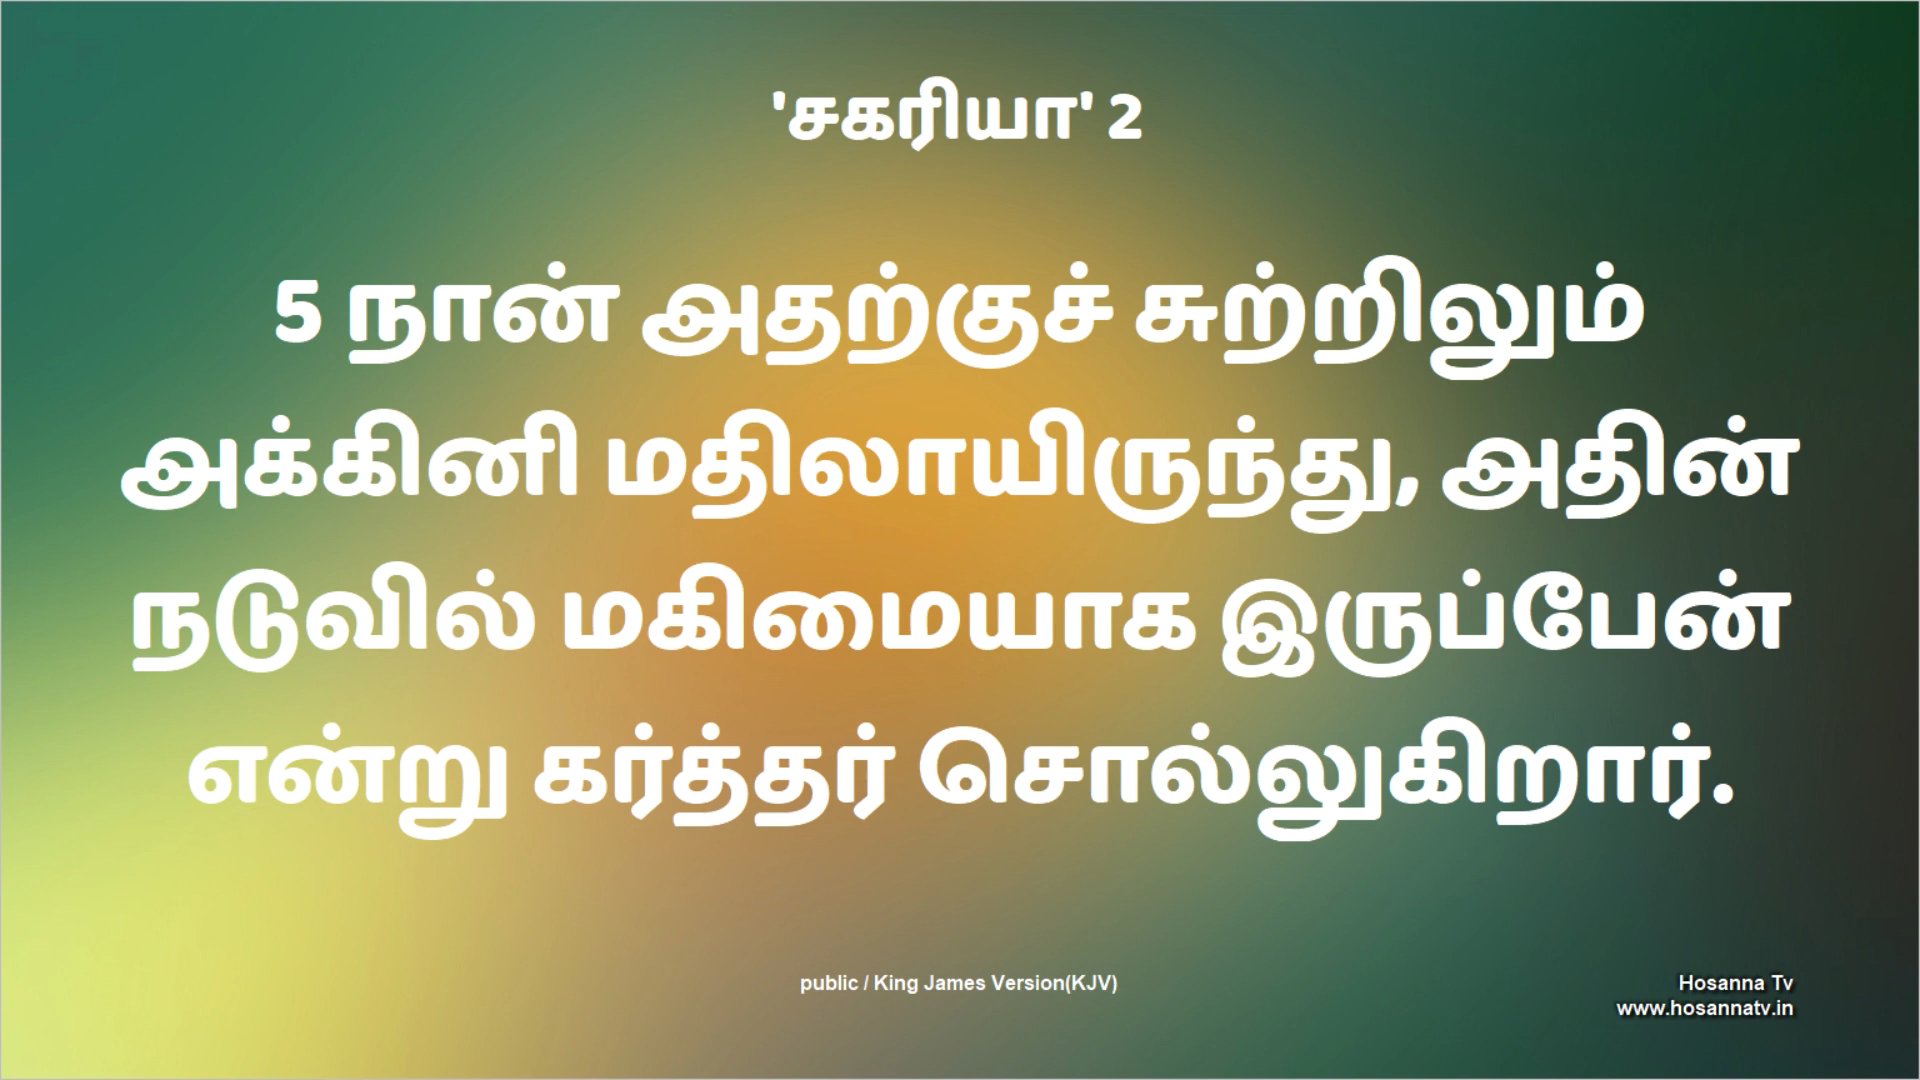 'சகரியா' 2
5 நான் அதற்குச் சுற்றிலும்
அக்கினி மதிலாயிருந்து, அதின்
நடுவில் மகிமையாக இருப்பேன்
என்று கர்த்தர் சொல்லுகிறார்.
public / King James Version(KJV)
Hosanna Tv
www.hosannatv.in